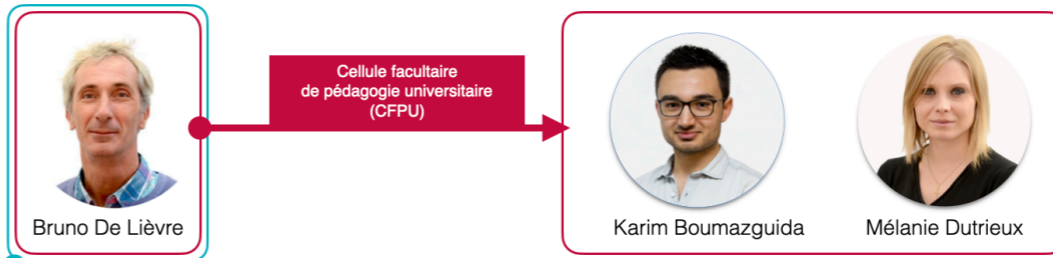 Cellule facultaire
de pédagogie universitaire
(CFPU)
Bruno De Lièvre
Karim Boumazguida
Mélanie Dutrieux